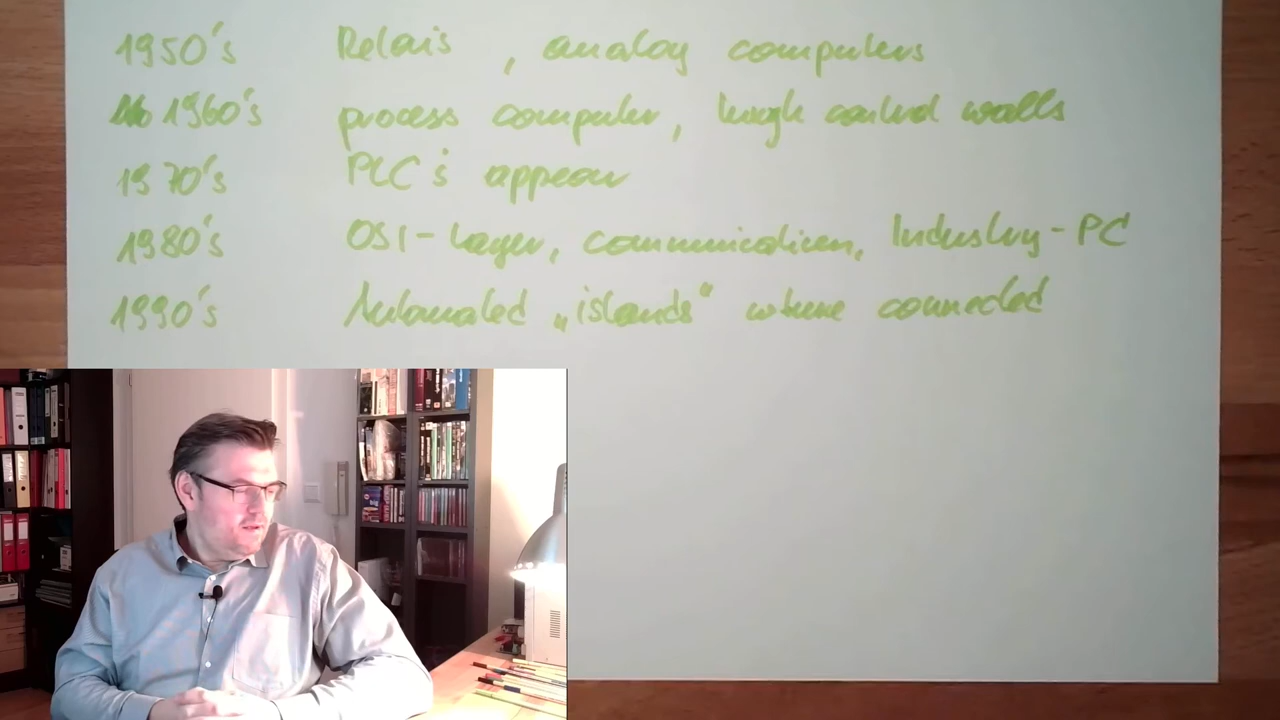 1950's Relais, analog computers
1960's process computer, control walls
1970's PLC's appear
1980's OSI-Layer, communication, Industry-PC
1990's Automated „islands“ where connected